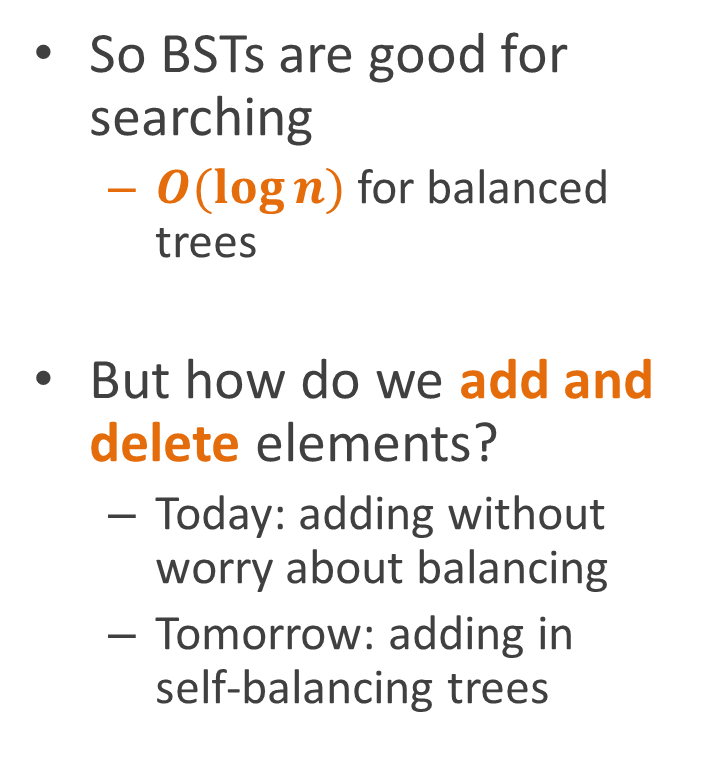 • So BSTs are good for
searching
– O(log n) for balanced
trees
• But how do we add and
delete elements?
– Today: adding without
worry about balancing
– Tomorrow: adding in
self-balancing trees